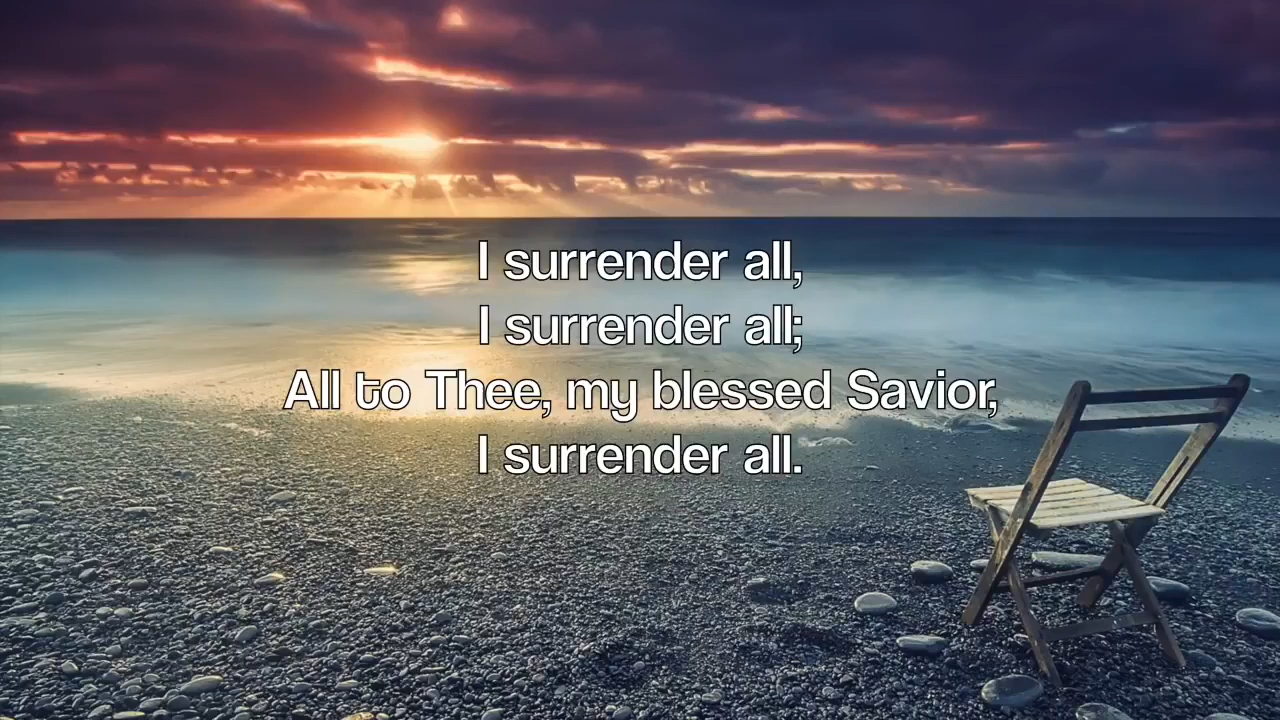 I surrender all,
I surrender all;
All to Thee, my blessed Savior,
I surrender all.